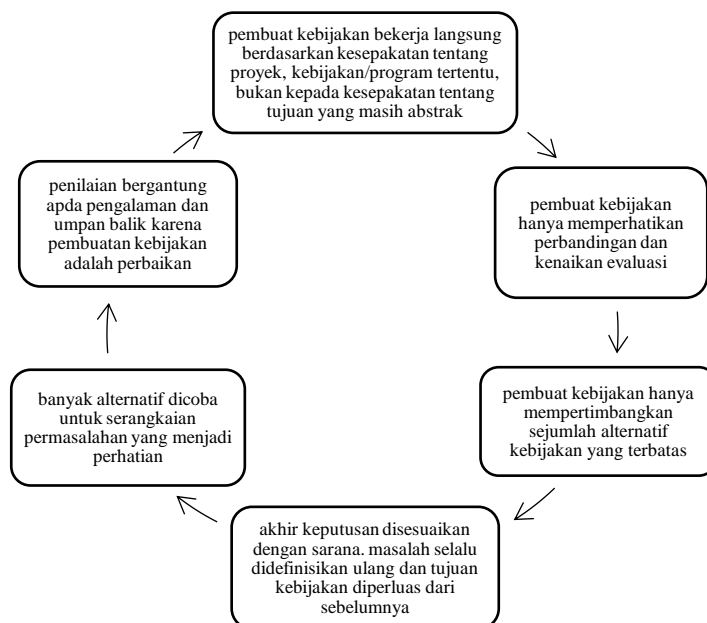 pembuat kebijakan bekerja langsung
berdasarkan kesepakatan tentang
proyek, kebijakan/program tertentu,
bukan kepada kesepakatan tentang
tujuan yang masih abstrak
pembuat kebijakan
hanya memperhatikan
perbandingan dan
kenaikan evaluasi
pembuat kebijakan hanya
mempertimbangkan
sejumlah alternatif
kebijakan yang terbatas
akhir keputusan disesuaikan
dengan sarana. masalah selalu
didefinisikan ulang dan tujuan
kebijakan diperluas dari
sebelumnya
banyak alternatif dicoba
untuk serangkaian
permasalahan yang menjadi
perhatian
penilaian bergantung
apda pengalaman dan
umpan balik karena
pembuatan kebijakan
adalah perbaikan